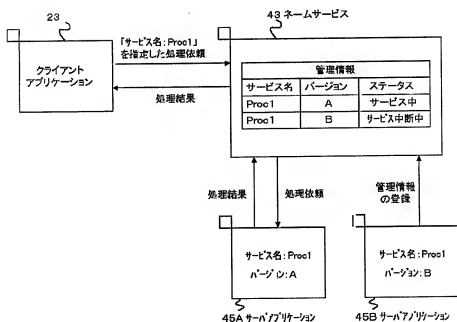 23
クライアント
アプリケーション
「サービス名：Proc1」
を指定した処理依頼
処理結果
43 ネームサービス
管理情報
サービス名 バージョン ステータス
Proc1 A サービス中
Proc1 B サービス中断中
処理結果
処理依頼
管理情報
の登録
サービス名：Proc1
バージョン：A
サービス名：Proc1
バージョン：B
45A サーバアプリケーション
45B サーバアプリケーション